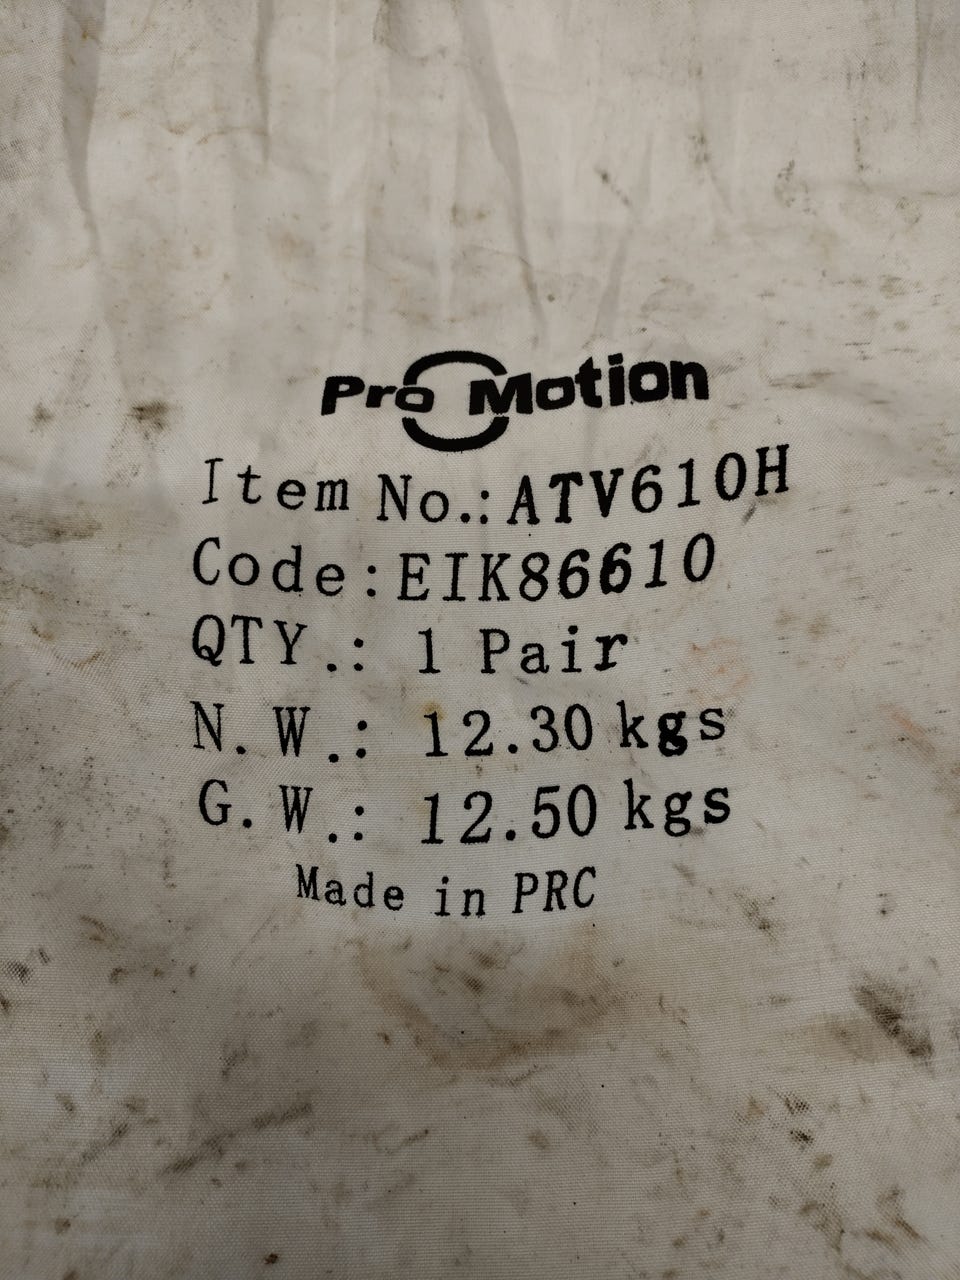 Pro Motion
Item No.: ATV610H
Code: EIK86610
QTY.: 1 Pair
N.W.: 12.30 kgs
G.W.: 12.50 kgs
Made in PRC